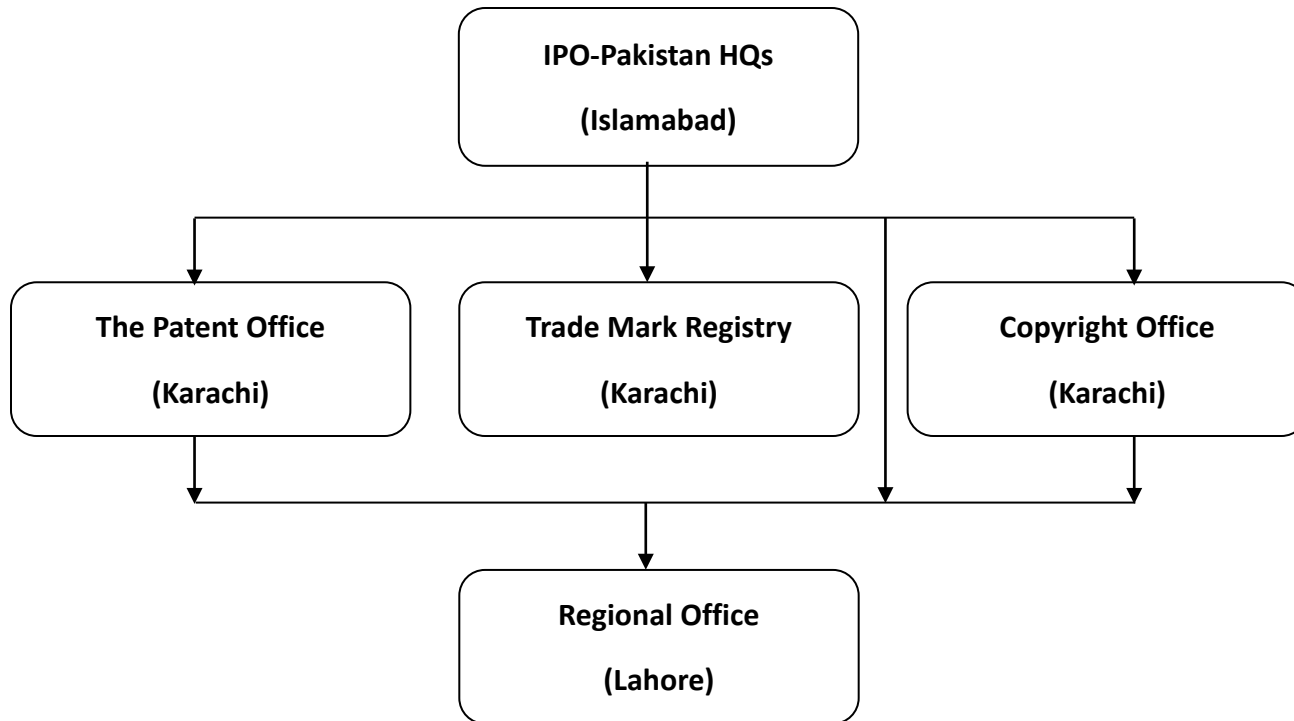 IPO-Pakistan HQs
(Islamabad)
The Patent Office
(Karachi)
Trade Mark Registry
(Karachi)
Copyright Office
(Karachi)
Regional Office
(Lahore)